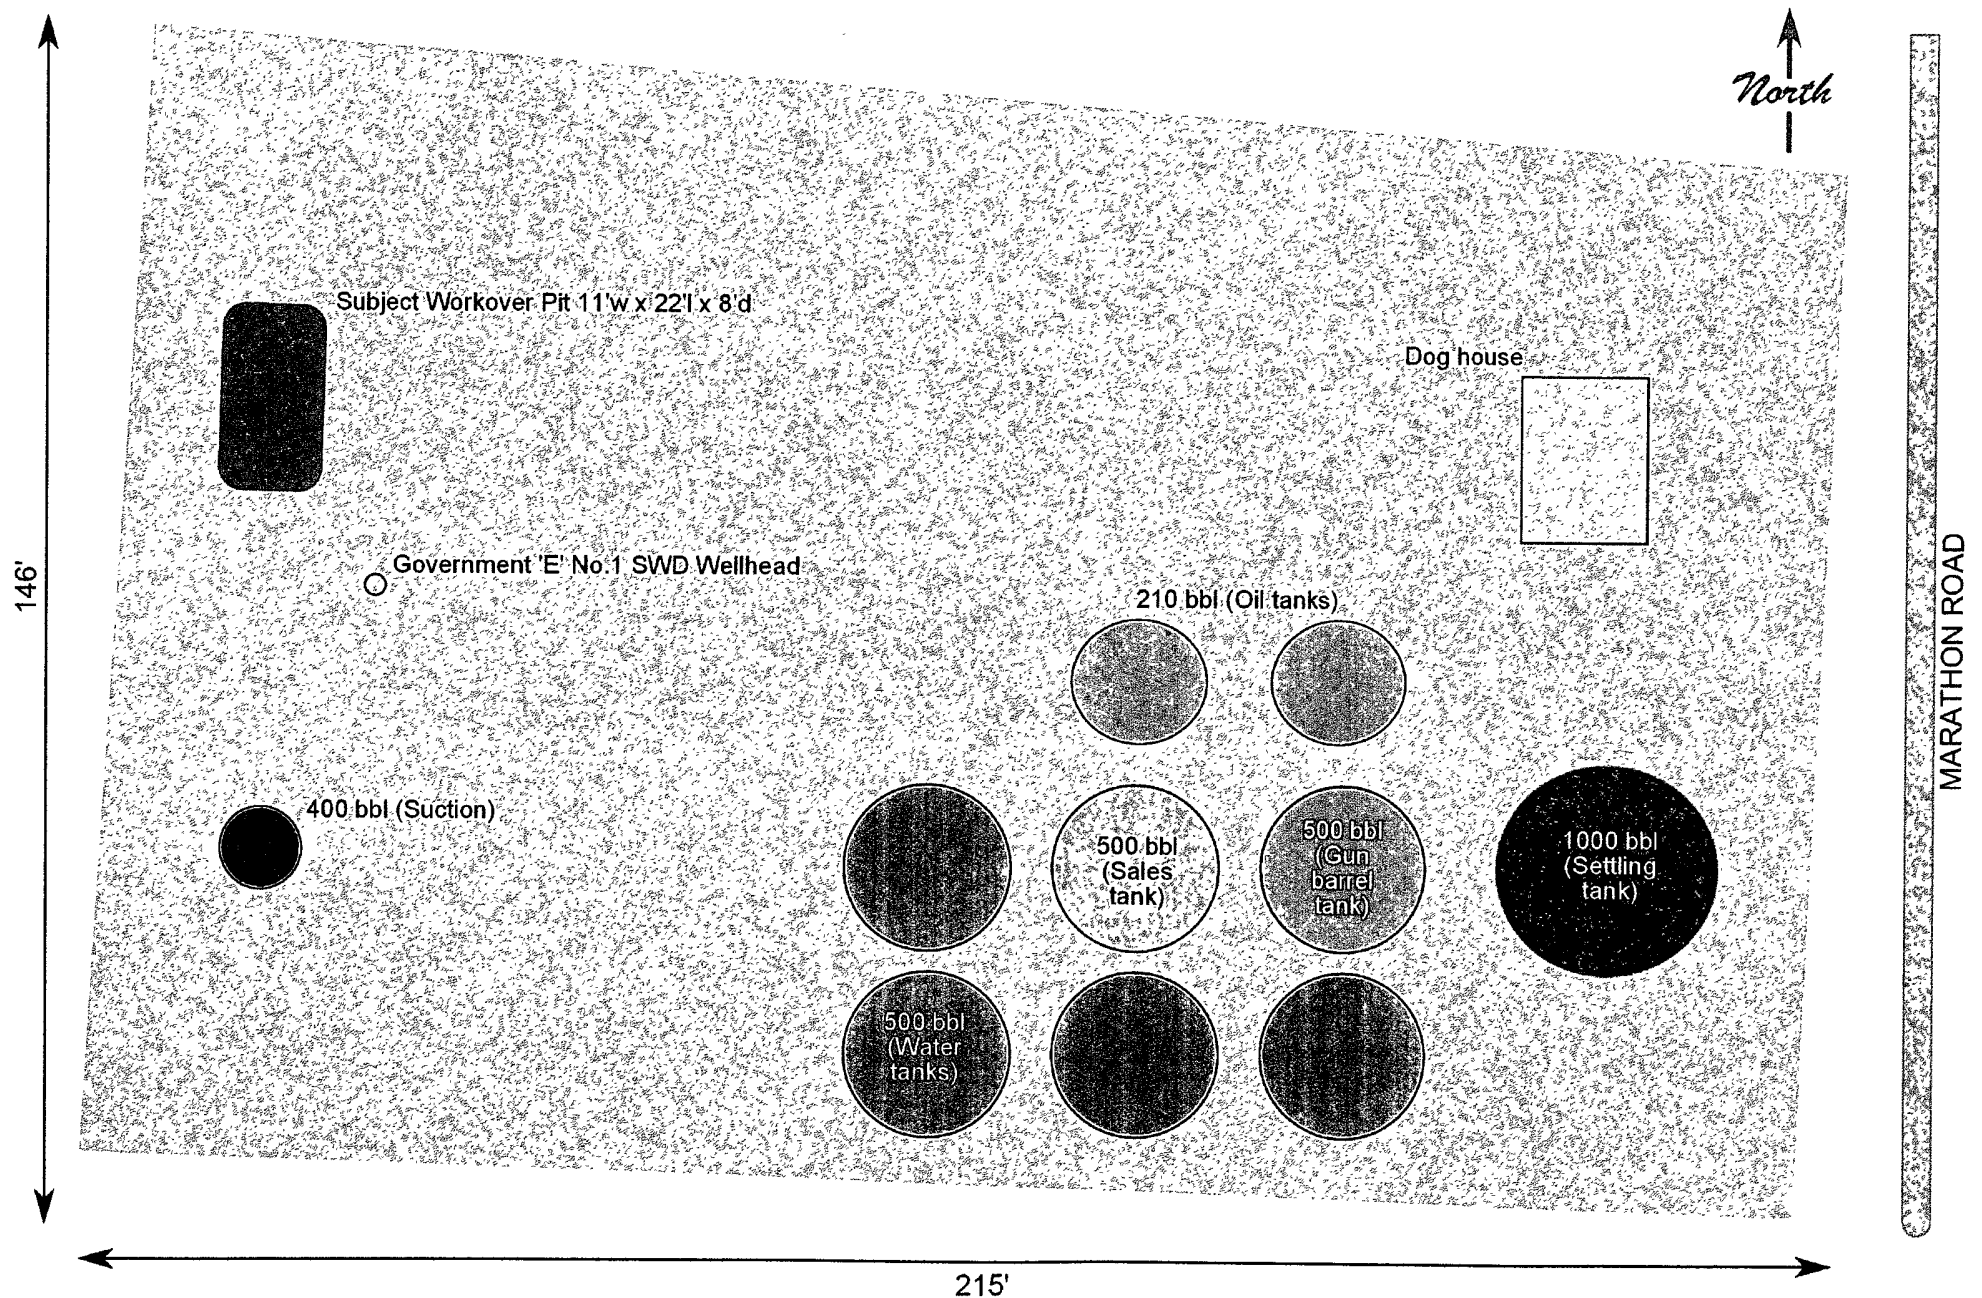 North
Subject Workover Pit 11'w x 22'l x 8'd
Dog house
Government 'E' No.1 SWD Wellhead
146'
210 bbl (Oil tanks)
MARATHON ROAD
400 bbl (Suction)
500 bbl
(Sales
tank)
500 bbl
(Gun
barrel
tank)
1000 bbl
(Settling
tank)
500 bbl
(Water
tanks)
215'